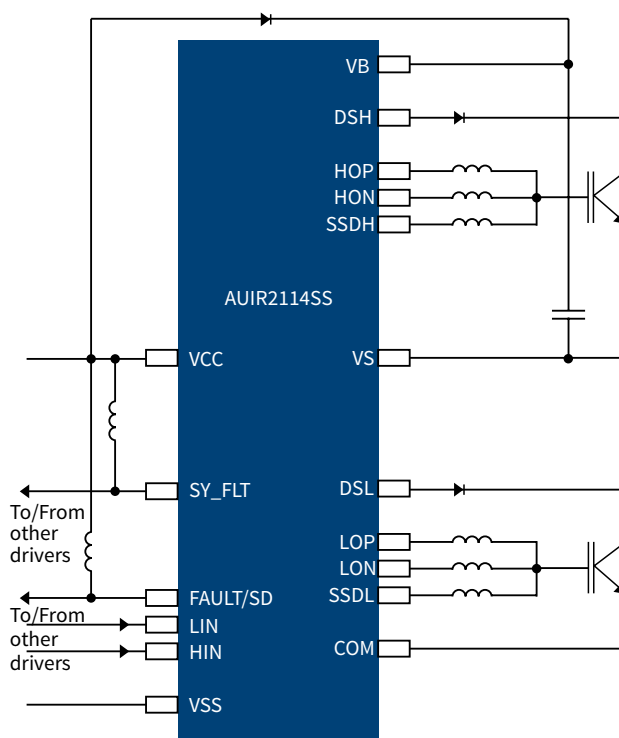 VB
DSH
HOP
HON
SSDH
AUIR2114SS
VCC
VS
SY_FLT
DSL
To/From
other
drivers
LOP
LON
SSDL
FAULT/SD
To/From
other
drivers
LIN
HIN
COM
VSS